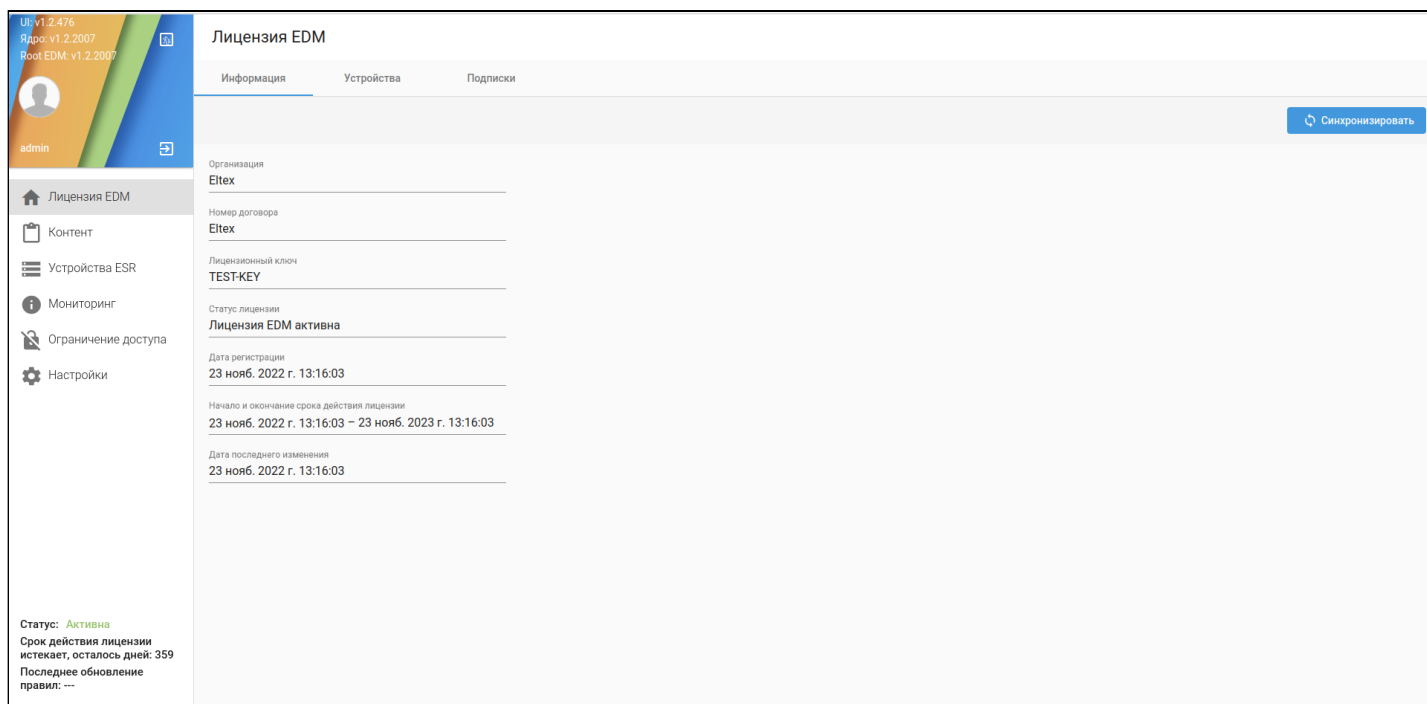 UI: v1.2.476
Ядро: v1.2.2007
Root EDM: v1.2.2007
admin
Лицензия EDM
Контент
Устройства ESR
Мониторинг
Ограничение доступа
Настройки
Статус: Активна
Срок действия лицензии
истекает, осталось дней: 359
Последнее обновление
правил: ---
Лицензия EDM
Информация Устройства Подписки
Синхронизировать
Организация
Eltex
Номер договора
Eltex
Лицензионный ключ
TEST-KEY
Статус лицензии
Лицензия EDM активна
Дата регистрации
23 нояб. 2022 г. 13:16:03
Начало и окончание срока действия лицензии
23 нояб. 2022 г. 13:16:03 – 23 нояб. 2023 г. 13:16:03
Дата последнего изменения
23 нояб. 2022 г. 13:16:03